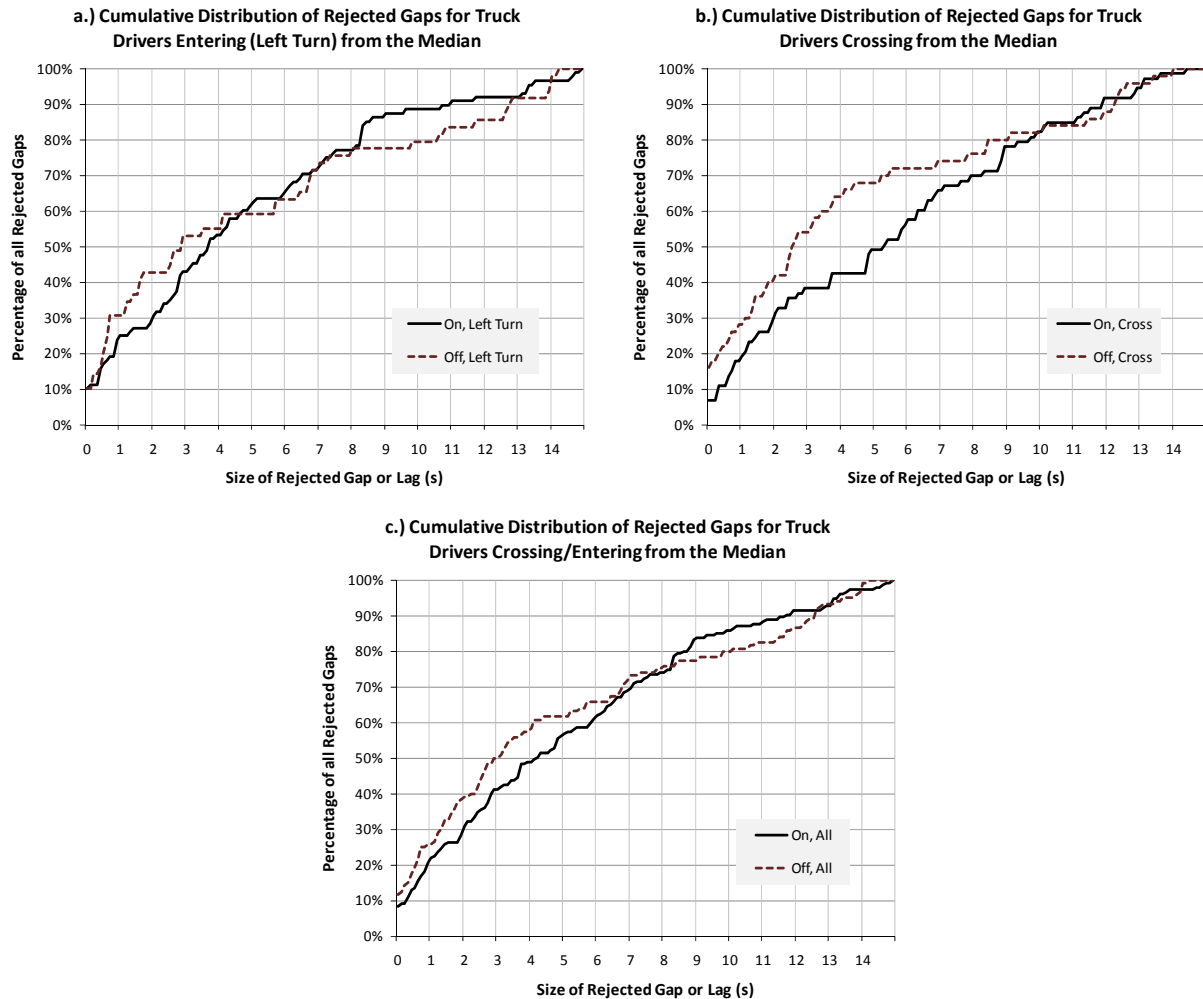 a.) Cumulative Distribution of Rejected Gaps for Truck
Drivers Entering (Left Turn) from the Median
Percentage of all Rejected Gaps
100%
90%
80%
70%
60%
50%
40%
30%
20%
10%
0%
On, Left Turn
Off, Left Turn
0 1 2 3 4 5 6 7 8 9 10 11 12 13 14
Size of Rejected Gap or Lag (s)
b.) Cumulative Distribution of Rejected Gaps for Truck
Drivers Crossing from the Median
Percentage of all Rejected Gaps
100%
90%
80%
70%
60%
50%
40%
30%
20%
10%
0%
On, Cross
Off, Cross
0 1 2 3 4 5 6 7 8 9 10 11 12 13 14
Size of Rejected Gap or Lag (s)
c.) Cumulative Distribution of Rejected Gaps for Truck
Drivers Crossing/Entering from the Median
Percentage of all Rejected Gaps
100%
90%
80%
70%
60%
50%
40%
30%
20%
10%
0%
On, All
Off, All
0 1 2 3 4 5 6 7 8 9 10 11 12 13 14
Size of Rejected Gap or Lag (s)